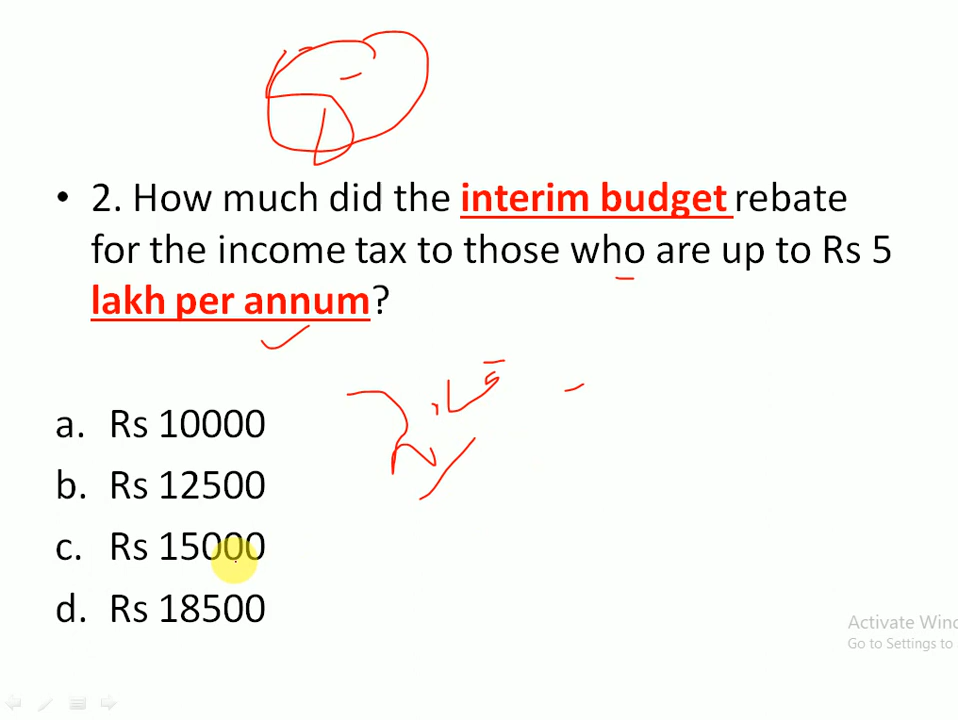 • 2. How much did the interim budget rebate
for the income tax to those who are up to Rs 5
lakh per annum?
a. Rs 10000
b. Rs 12500
c. Rs 15000
d. Rs 18500
Activate Winc
Go to Settings to